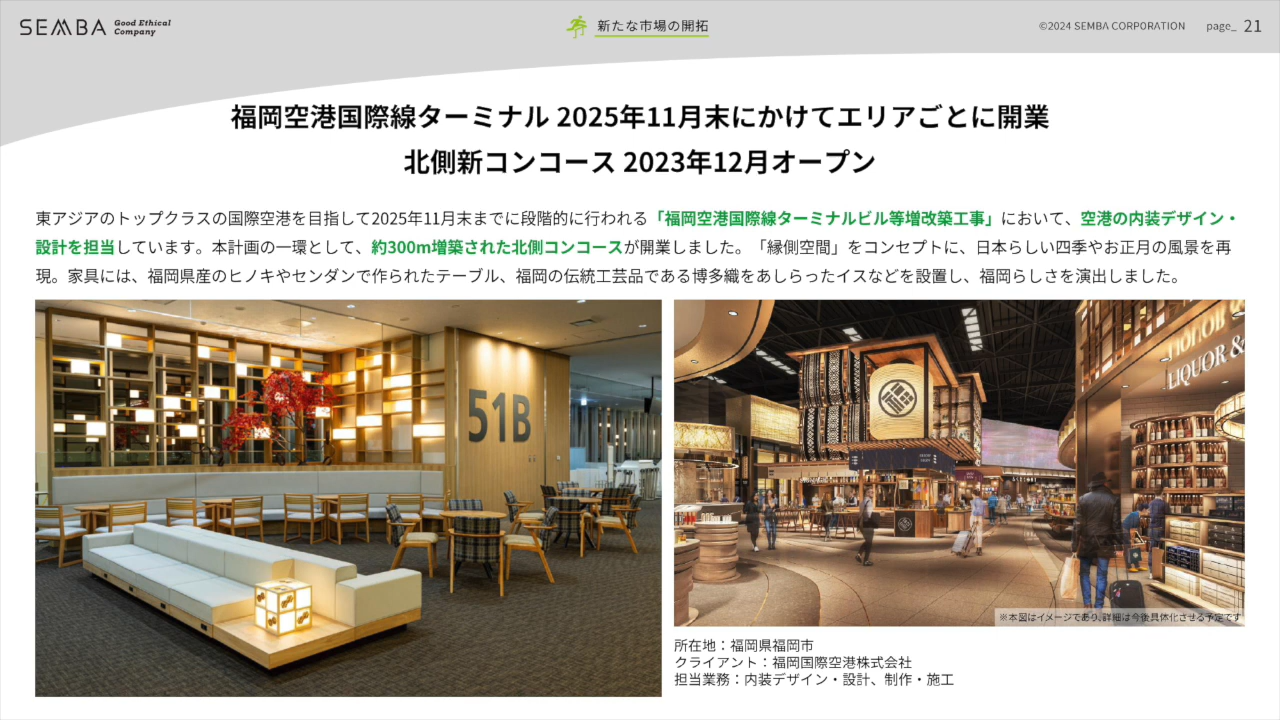 SEMBA Good Ethical
Company
新たな市場の開拓
©2024 SEMBA CORPORATION page_ 21
福岡空港国際線ターミナル 2025年11月末にかけてエリアごとに開業
北側新コンコース 2023年12月オープン
東アジアのトップクラスの国際空港を目指して2025年11月末までに段階的に行われる「福岡空港国際線ターミナルビル等増改築工事」において、空港の内装デザイン・
設計を担当しています。本計画の一環として、約300m増築された北側コンコースが開業しました。「縁側空間」をコンセプトに、日本らしい四季やお正月の風景を再
現。家具には、福岡県産のヒノキやセンダンで作られたテーブル、福岡の伝統工芸品である博多織をあしらったイスなどを設置し、福岡らしさを演出しました。
51B
LIQUOR &
LIQUOR &
※本図はイメージであり、詳細は今後具体化させる予定です
所在地：福岡県福岡市
クライアント：福岡国際空港株式会社
担当業務：内装デザイン・設計、制作・施工